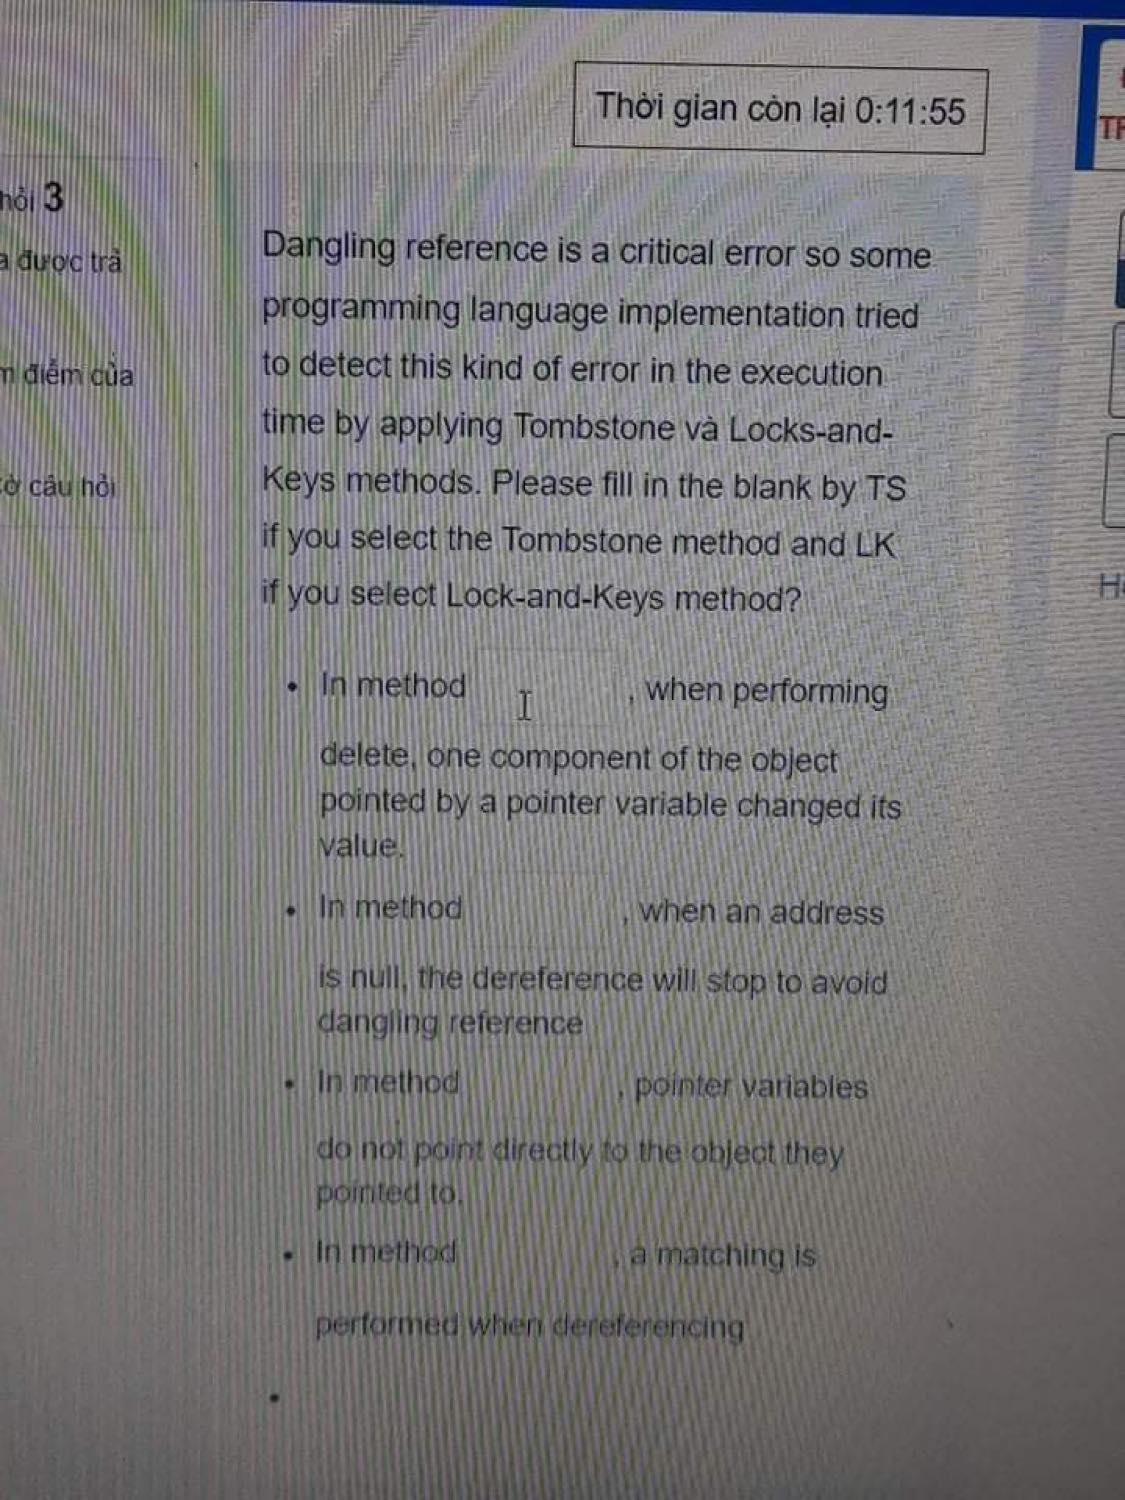 Thời gian còn lại 0:11:55
hỏi 3
được trả
điểm của
câu hỏi
Dangling reference is a critical error so some
programming language implementation tried
to detect this kind of error in the execution
time by applying Tombstone và Locks-and-
Keys methods. Please fill in the blank by TS
if you select the Tombstone method and LK
if you select Lock-and-Keys method?
• In method , when performing
delete, one component of the object
pointed by a pointer variable changed its
value.
• In method , when an address
is null, the dereference will stop to avoid
dangling reference
• In method , pointer variables
do not point directly to the object they
pointed to.
• In method , a matching is
performed when dereferencing
•